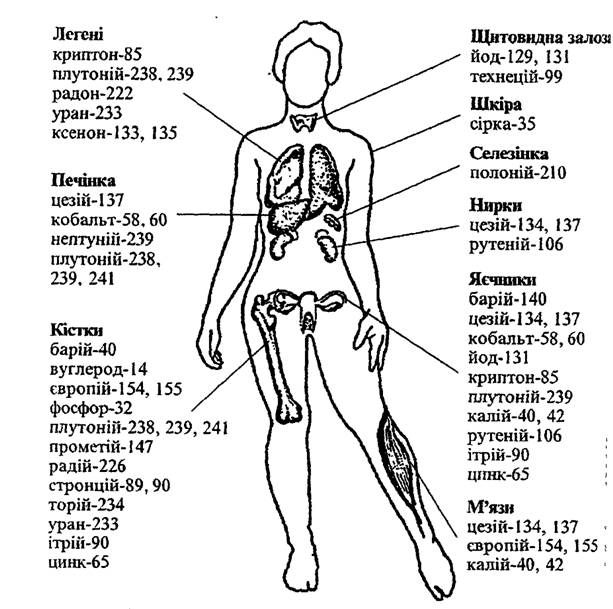 Легені
криптон-85
плутоній-238, 239
радон-222
уран-233
ксенон-133, 135
Печінка
цезій-137
кобальт-58, 60
нептуній-239
плутоній-238,
239, 241
Кістки
барій-40
вуглерод-14
європій-154, 155
фосфор-32
плутоній-238, 239, 241
прометій-147
радій-226
стронцій-89, 90
торій-234
уран-233
ітрій-90
цинк-65
Щитовидна залоза
йод-129, 131
технецій-99
Шкіра
сірка-35
Селезінка
полоній-210
Нирки
цезій-134, 137
рутеній-106
Яєчники
барій-140
цезій-134, 137
кобальт-58, 60
йод-131
криптон-85
плутоній-239
калій-40, 42
рутеній-106
ітрій-90
цинк-65
М'язи
цезій-134, 137
європій-154, 155
калій-40, 42